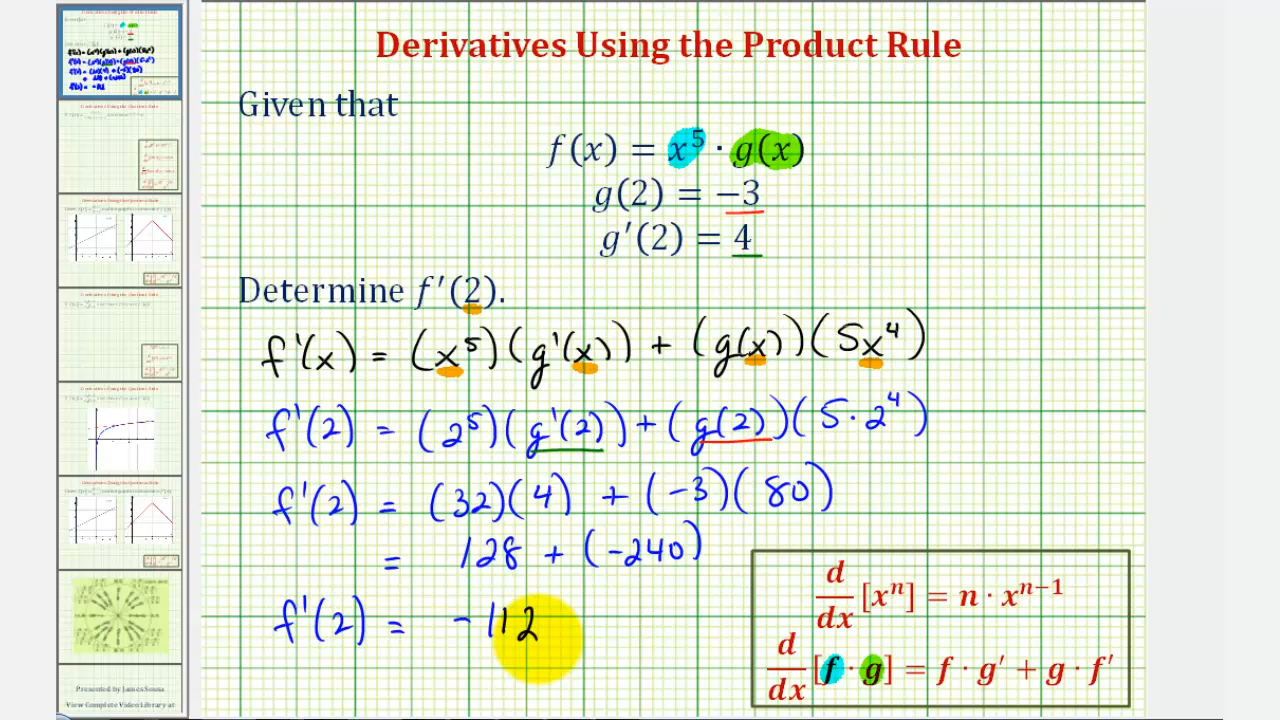 Derivatives Using the Product Rule
Given that
f(x) = x⁵ · g(x)
g(2) = −3
g′(2) = 4
Determine f′(2).
f'(x) = (x⁵)(g'(x)) + (g(x))(5x⁴)
f'(2) = (2⁵)(g'(2)) + (g(2))(5·2⁴)
f'(2) = (32)(4) + (-3)(80)
= 128 + (-240)
f'(2) = -112
d/dx [xⁿ] = n · xⁿ⁻¹
d/dx [f · g] = f · g′ + g · f′
Presented by James Sousa
View Complete Video Library at